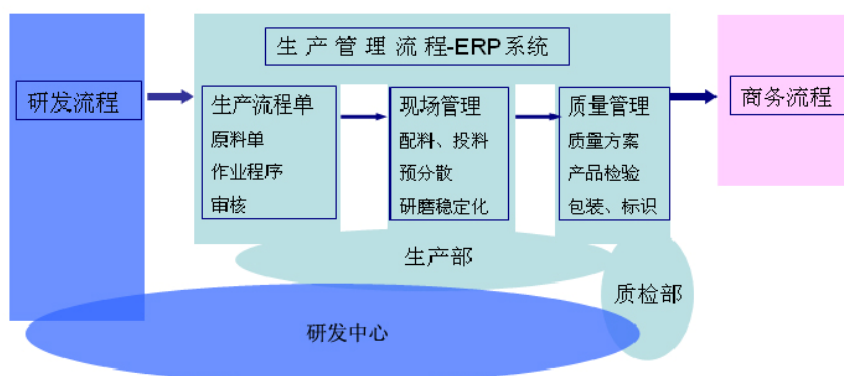 生产管理流程-ERP系统
研发流程
生产流程单
原料单
作业程序
审核
现场管理
配料、投料
预分散
研磨稳定化
质量管理
质量方案
产品检验
包装、标识
商务流程
生产部
质检部
研发中心